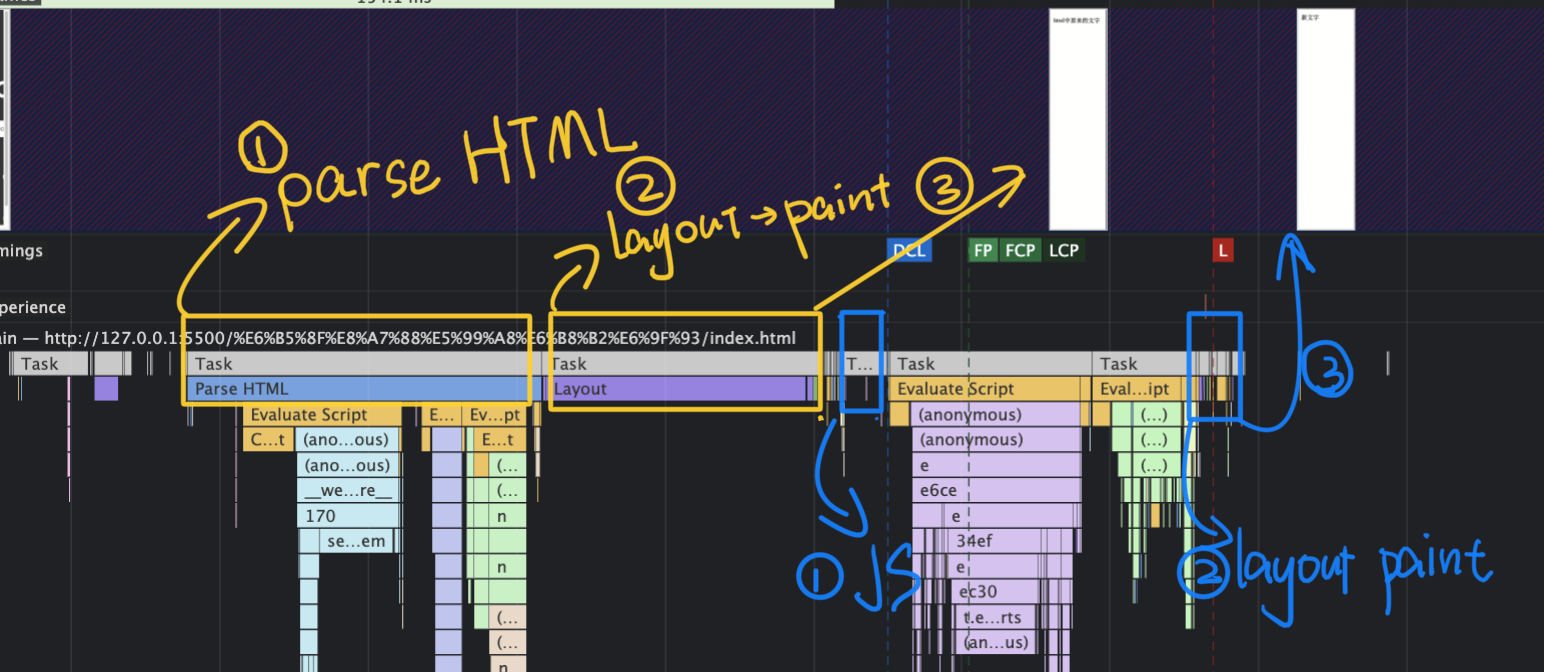 html中原来的文字
新文字
① parse HTML
② layout → paint ③
mings
DCL FP FCP LCP L
perience
ain — http://127.0.0.1:5500/%E6%B5%8F%E8%A7%88%E5%99%A8%E6%B8%B2%E6%9F%93/index.html
Task Task Task T... Task Task
Parse HTML Layout Evaluate Script Eval...ipt
Evaluate Script E... Ev...pt (anonymous) (...)
C...t (ano...ous) E...t (anonymous) (...)
(ano...ous) (... e (...)
__we...re__ (... e6ce
170 n e
se...em 34ef
n e
ec30
(... t.e...rts
(... (an...us)
n
③
① JS
② layout paint